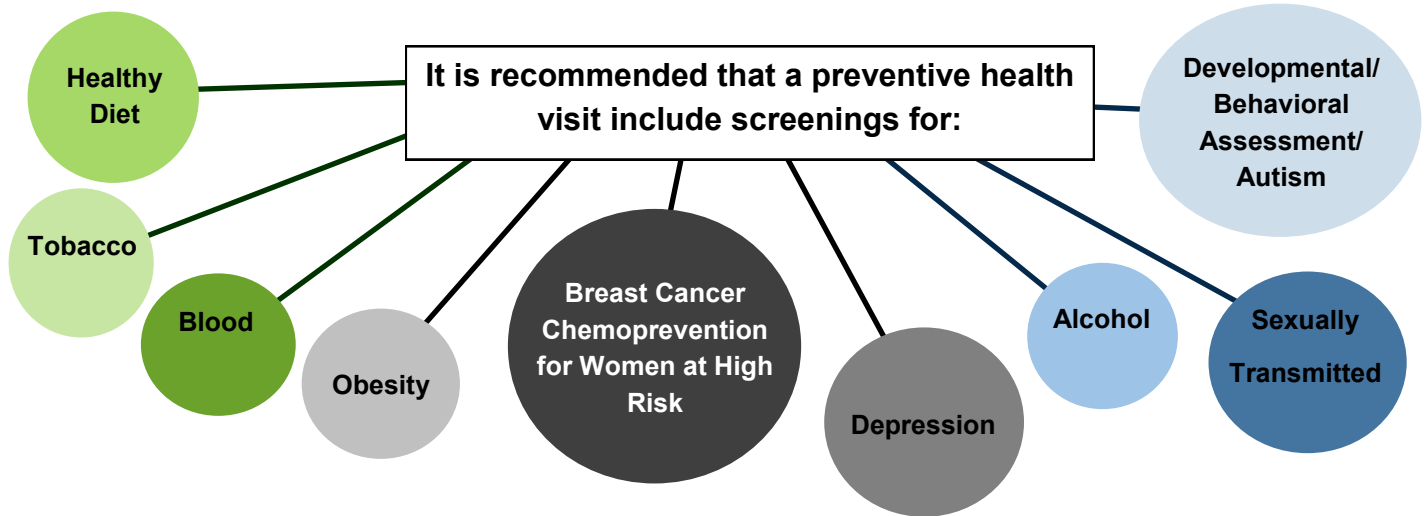 It is recommended that a preventive health
visit include screenings for:
Healthy
Diet
Tobacco
Blood
Obesity
Breast Cancer
Chemoprevention
for Women at High
Risk
Depression
Alcohol
Sexually
Transmitted
Developmental/
Behavioral
Assessment/
Autism